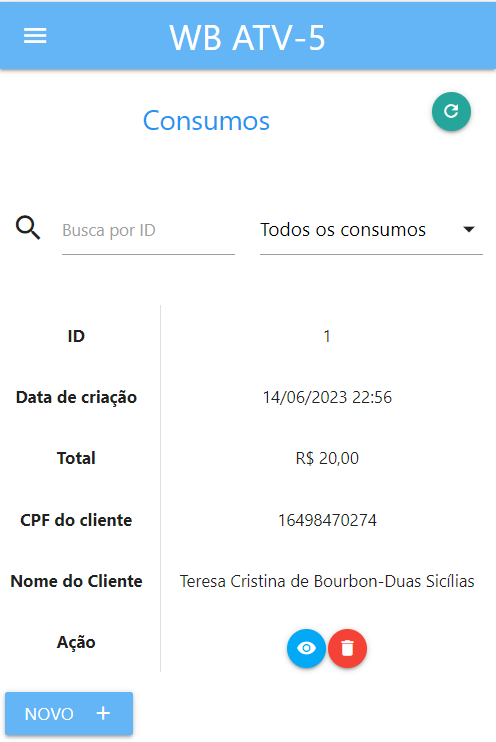 WB ATV-5
Consumos
Busca por ID
Todos os consumos
ID 1
Data de criação 14/06/2023 22:56
Total R$ 20,00
CPF do cliente 16498470274
Nome do Cliente Teresa Cristina de Bourbon-Duas Sicílias
Ação
NOVO +